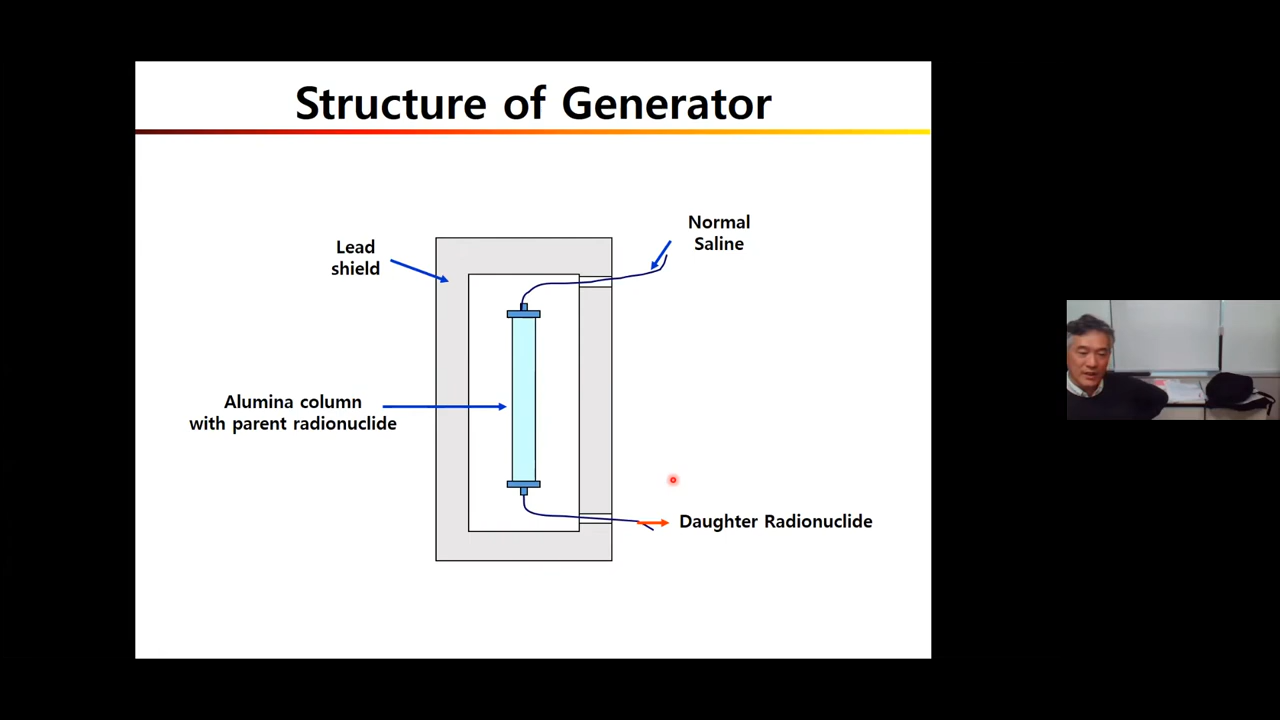 Structure of Generator
Normal
Saline
Lead
shield
Alumina column
with parent radionuclide
Daughter Radionuclide